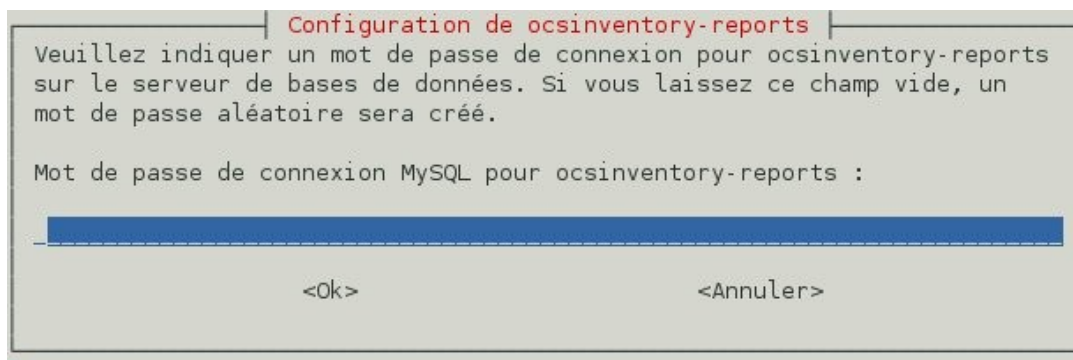 Configuration de ocsinventory-reports
Veuillez indiquer un mot de passe de connexion pour ocsinventory-reports
sur le serveur de bases de données. Si vous laissez ce champ vide, un
mot de passe aléatoire sera créé.
Mot de passe de connexion MySQL pour ocsinventory-reports :
<Ok> <Annuler>